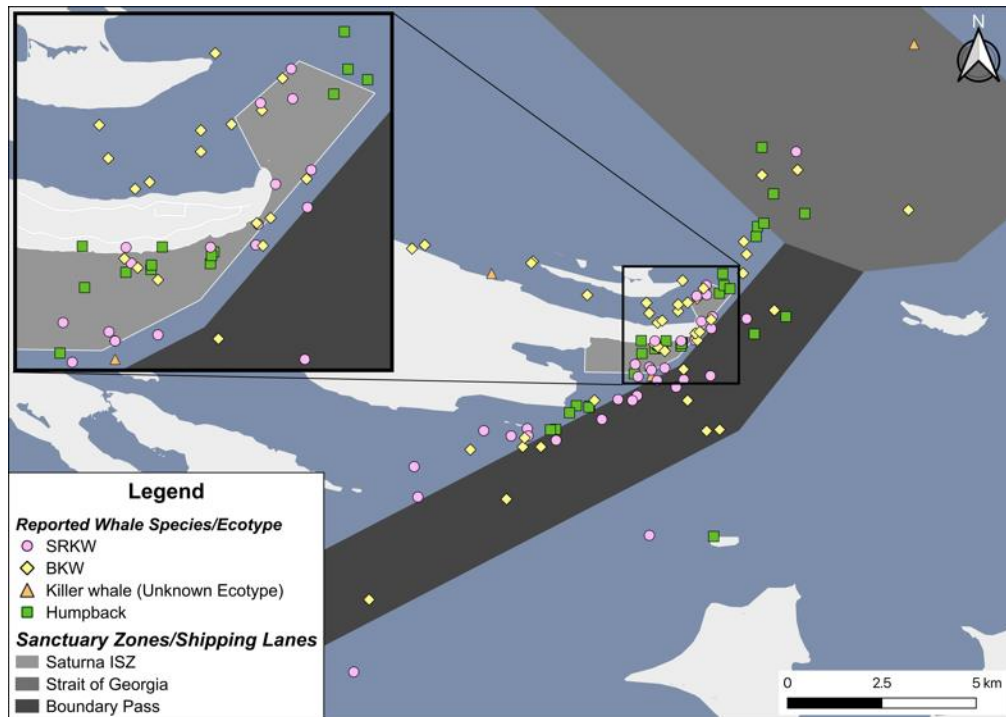 N
Legend
Reported Whale Species/Ecotype
SRKW
BKW
Killer whale (Unknown Ecotype)
Humpback
Sanctuary Zones/Shipping Lanes
Saturna ISZ
Strait of Georgia
Boundary Pass
0 2.5 5 km